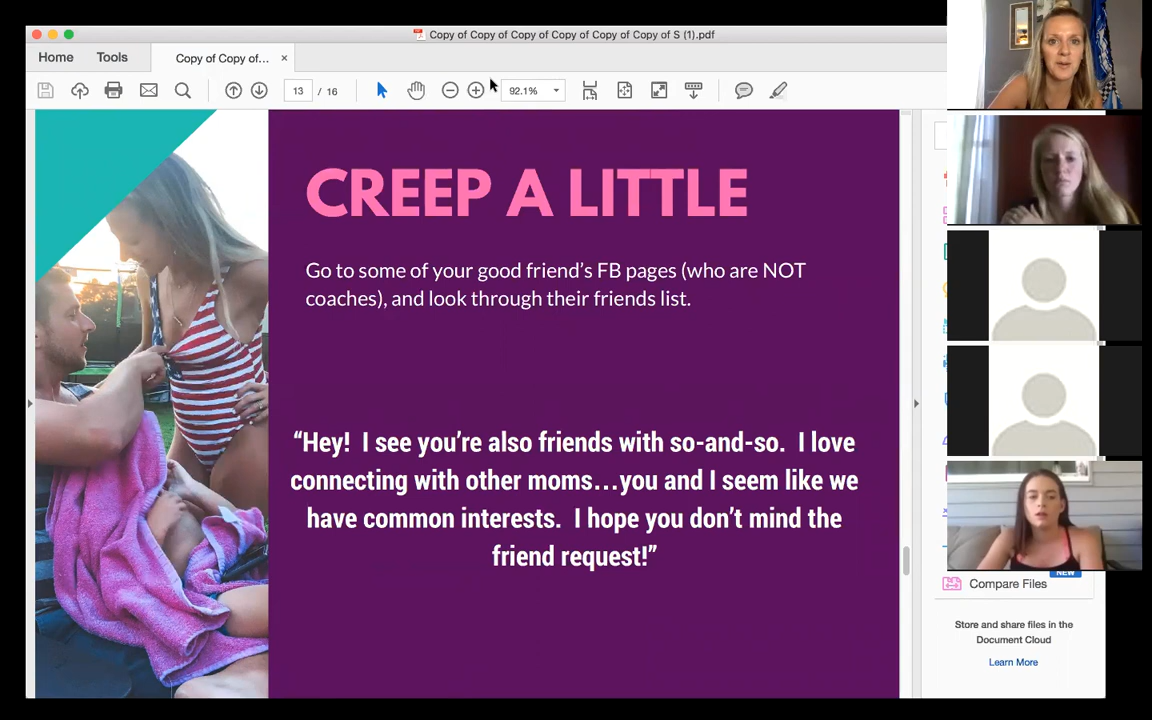 Copy of Copy of Copy of Copy of Copy of Copy of S (1).pdf
Home
Tools
Copy of Copy of...
×
13 / 16
92.1%
CREEP A LITTLE
Go to some of your good friend's FB pages (who are NOT
coaches), and look through their friends list.
“Hey!  I see you’re also friends with so-and-so.  I love
connecting with other moms…you and I seem like we
have common interests.  I hope you don’t mind the
friend request!”
NEW
Compare Files
Store and share files in the
Document Cloud
Learn More